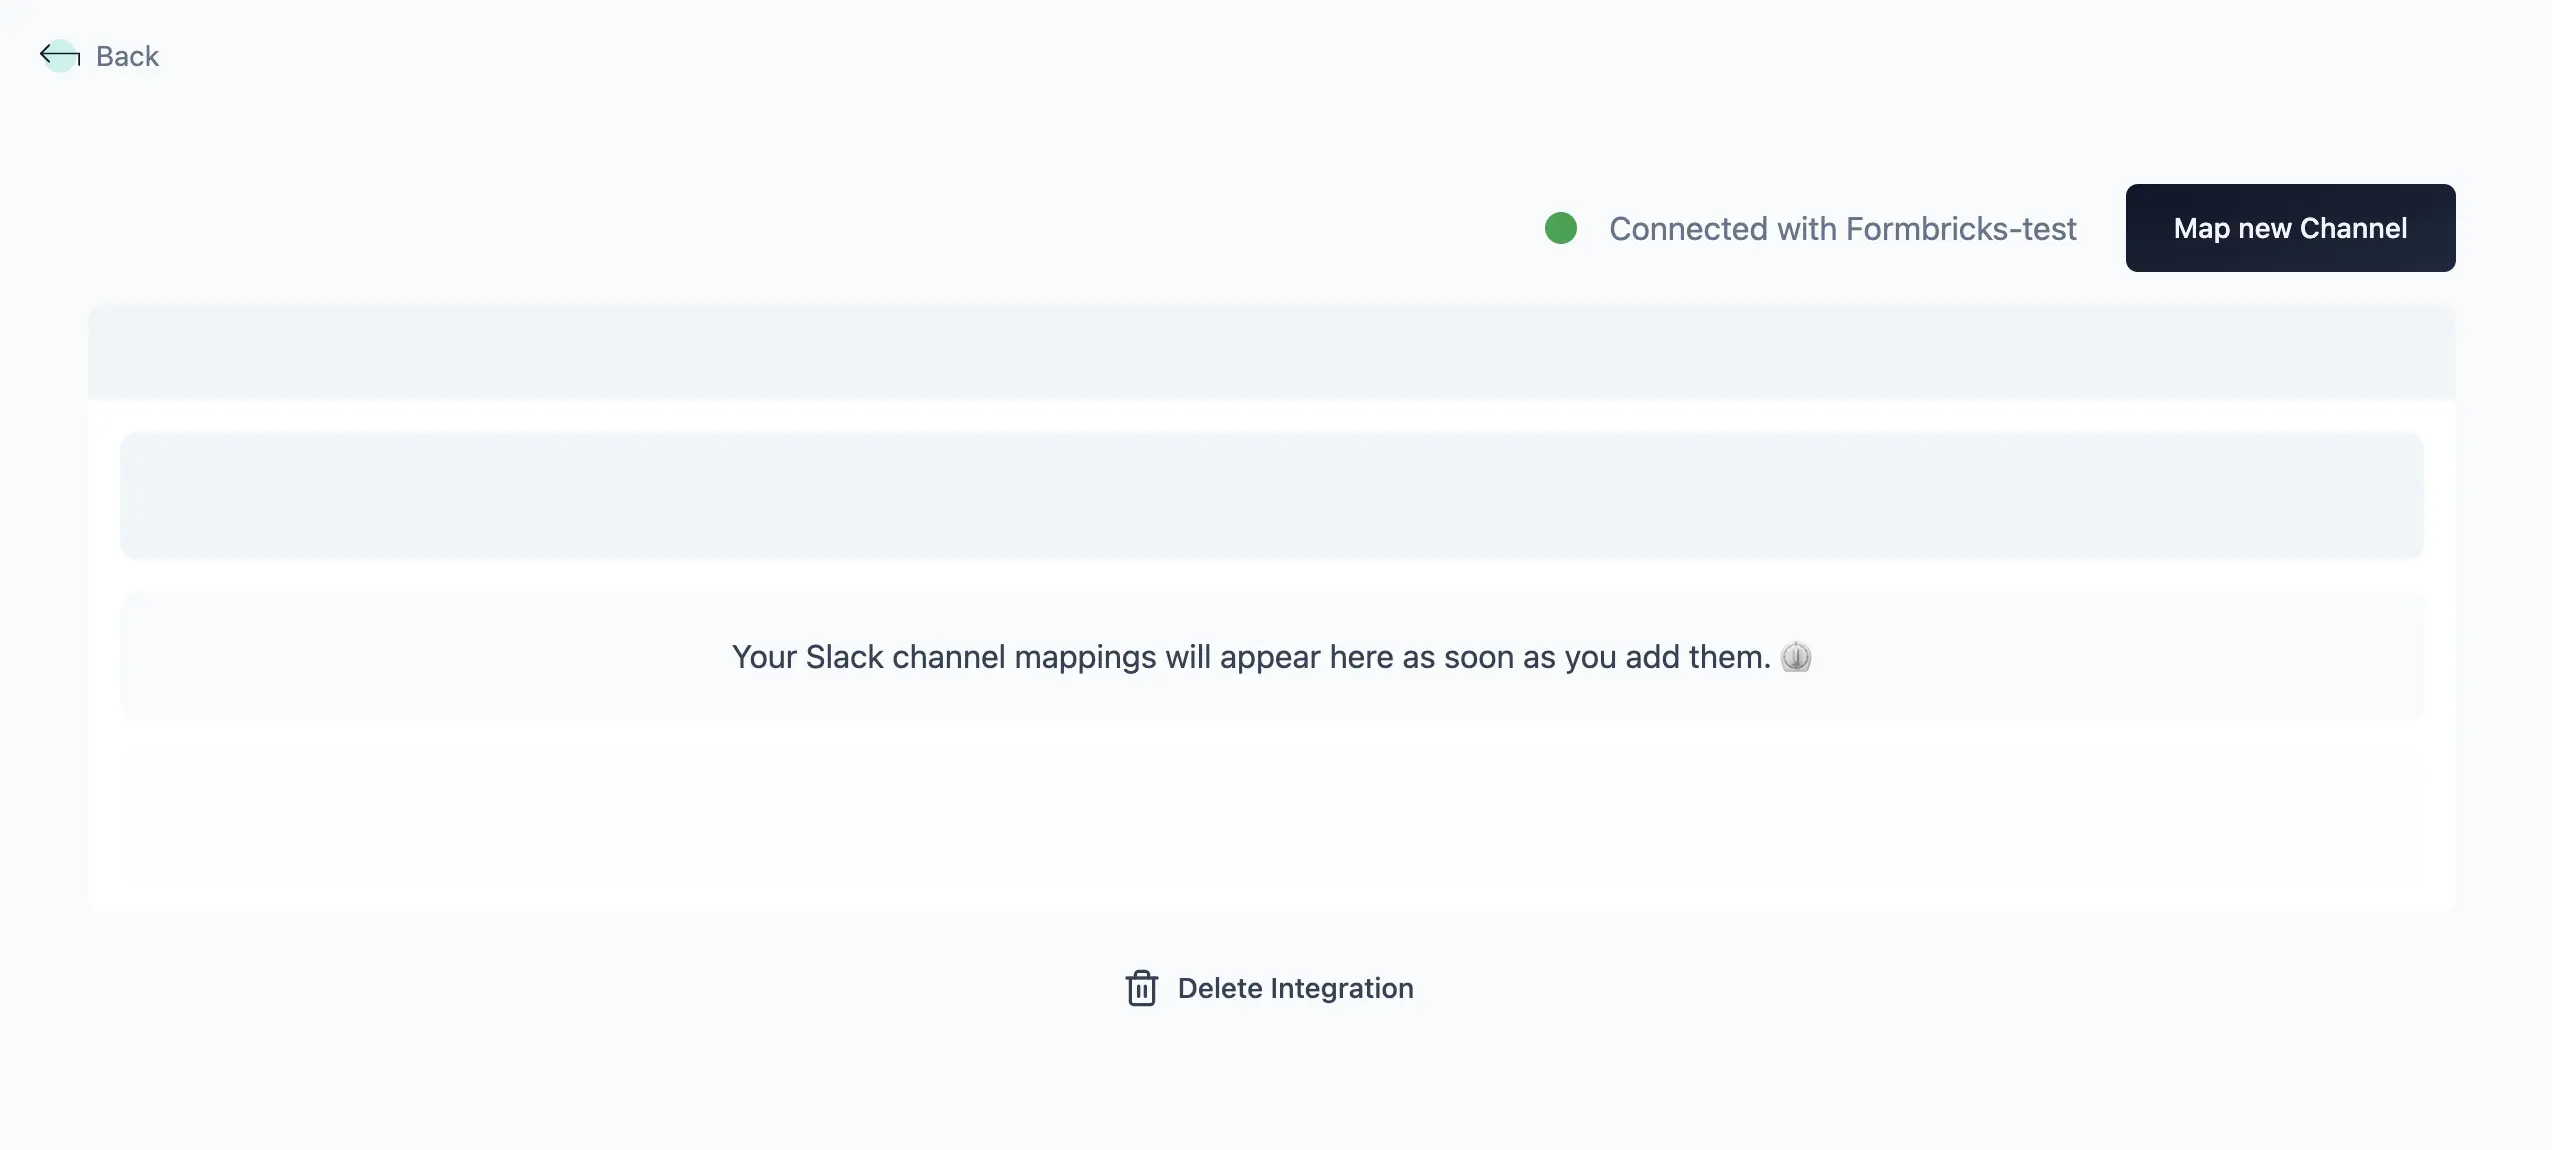 Back
Connected with Formbricks-test
Map new Channel
Your Slack channel mappings will appear here as soon as you add them.
Delete Integration